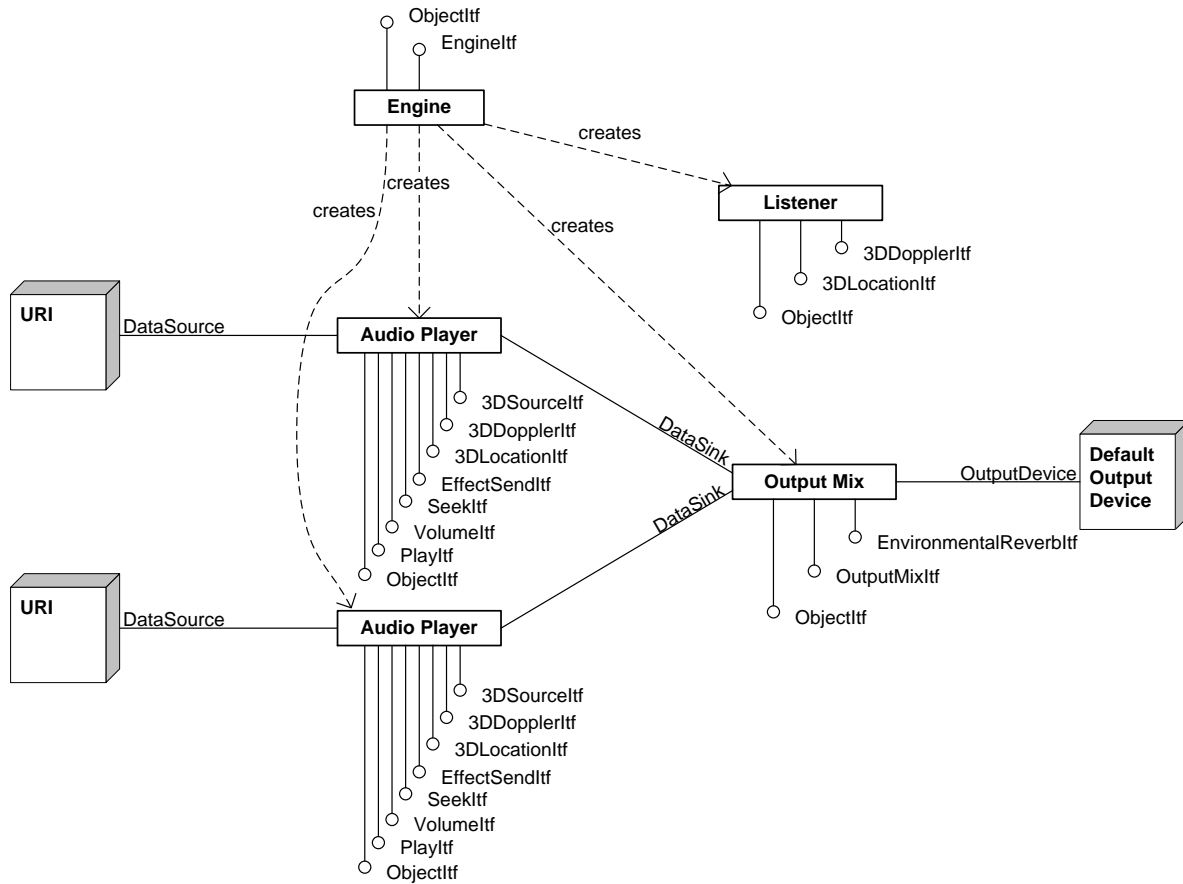 ObjectItf
EngineItf
Engine
creates
creates
creates
creates
Listener
3DDopplerItf
3DLocationItf
ObjectItf
URI
DataSource
Audio Player
3DSourceItf
3DDopplerItf
3DLocationItf
EffectSendItf
SeekItf
VolumeItf
PlayItf
ObjectItf
DataSink
DataSink
Output Mix
OutputDevice
Default
Output
Device
EnvironmentalReverbItf
OutputMixItf
ObjectItf
URI
DataSource
Audio Player
3DSourceItf
3DDopplerItf
3DLocationItf
EffectSendItf
SeekItf
VolumeItf
PlayItf
ObjectItf